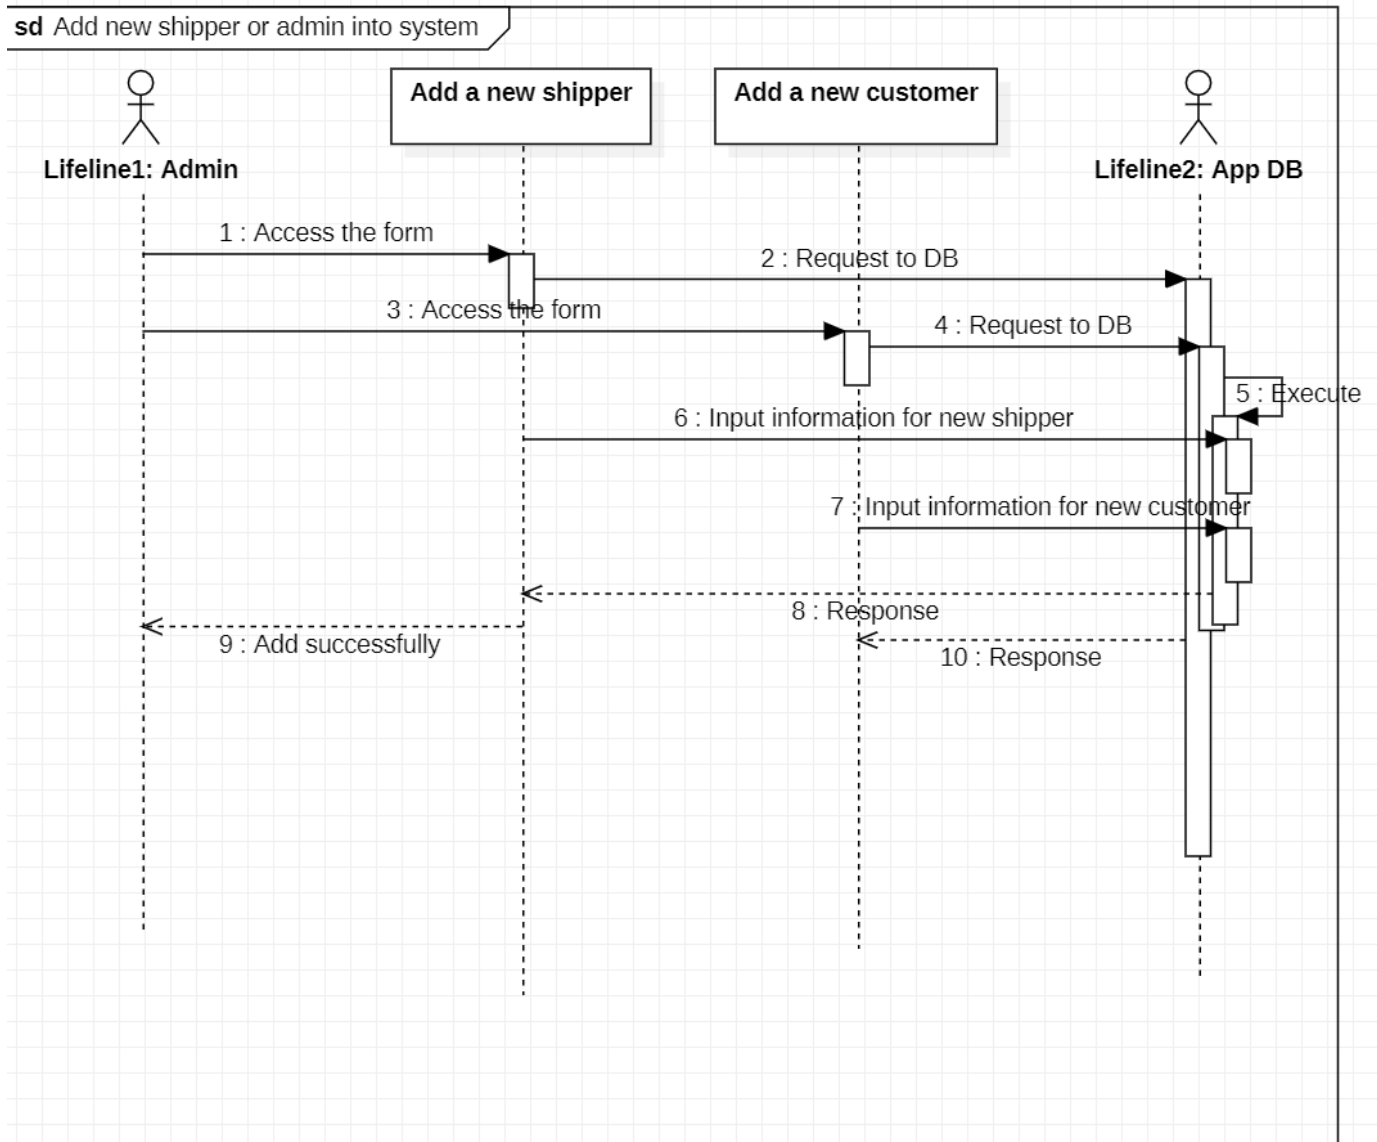 sd Add new shipper or admin into system
Add a new shipper
Add a new customer
Lifeline1: Admin
Lifeline2: App DB
1 : Access the form
2 : Request to DB
3 : Access the form
4 : Request to DB
5 : Execute
6 : Input information for new shipper
7 : Input information for new customer
8 : Response
9 : Add successfully
10 : Response